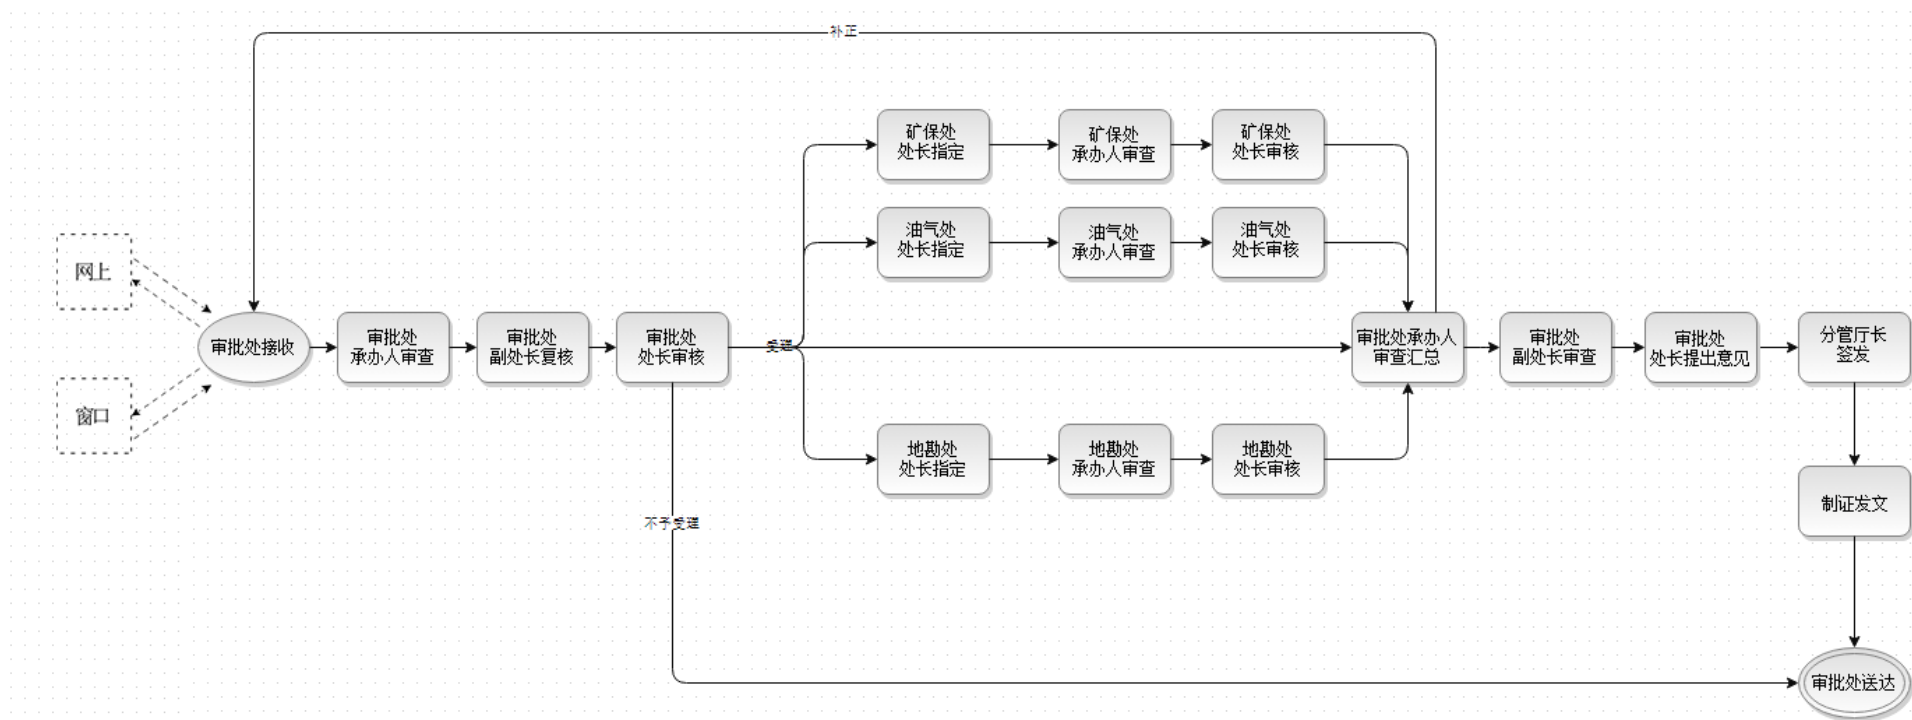 补正
矿保处
处长指定
矿保处
承办人审查
矿保处
处长审核
油气处
处长指定
油气处
承办人审查
油气处
处长审核
网上
窗口
审批处接收
审批处
承办人审查
审批处
副处长复核
审批处
处长审核
受理
审批处承办人
审查汇总
审批处
副处长审查
审批处
处长提出意见
分管厅长
签发
地勘处
处长指定
地勘处
承办人审查
地勘处
处长审核
不予受理
制证发文
审批处送达